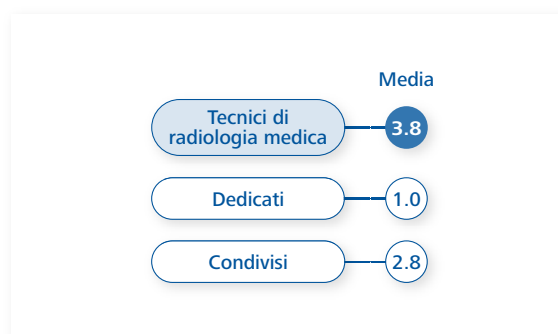 Media
Tecnici di
radiologia medica
3.8
Dedicati
1.0
Condivisi
2.8